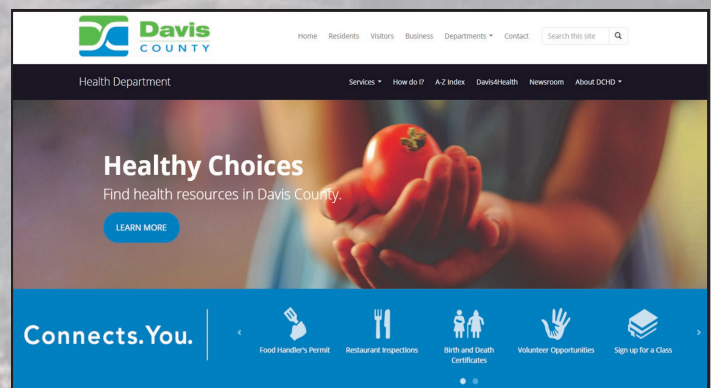 Davis
COUNTY
Home Residents Visitors Business Departments Contact Search this site
Health Department
Services How do I? A-Z Index Davis4Health Newsroom About DCHD
Healthy Choices
Find health resources in Davis County.
LEARN MORE
Connects.You.
Food Handler's Permit Restaurant Inspections Birth and Death Certificates Volunteer Opportunities Sign up for a Class